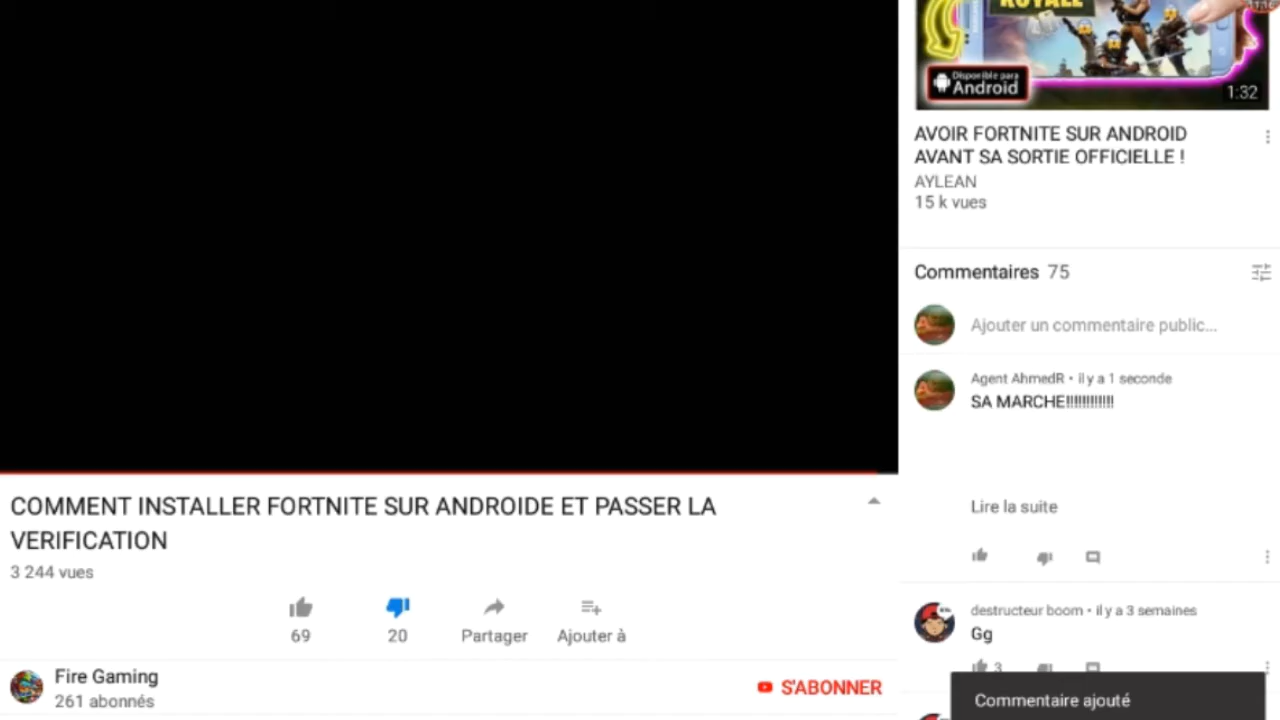 COMMENT INSTALLER FORTNITE SUR ANDROIDE ET PASSER LA
VERIFICATION
3 244 vues
69
20
Partager
Ajouter à
Fire Gaming
261 abonnés
S'ABONNER
ROYALE
Disponible para
Android
1:32
AVOIR FORTNITE SUR ANDROID
AVANT SA SORTIE OFFICIELLE !
AYLEAN
15 k vues
Commentaires 75
Ajouter un commentaire public...
Agent AhmedR • il y a 1 seconde
SA MARCHE!!!!!!!!!!!!
Lire la suite
destructeur boom • il y a 3 semaines
Gg
3
Commentaire ajouté